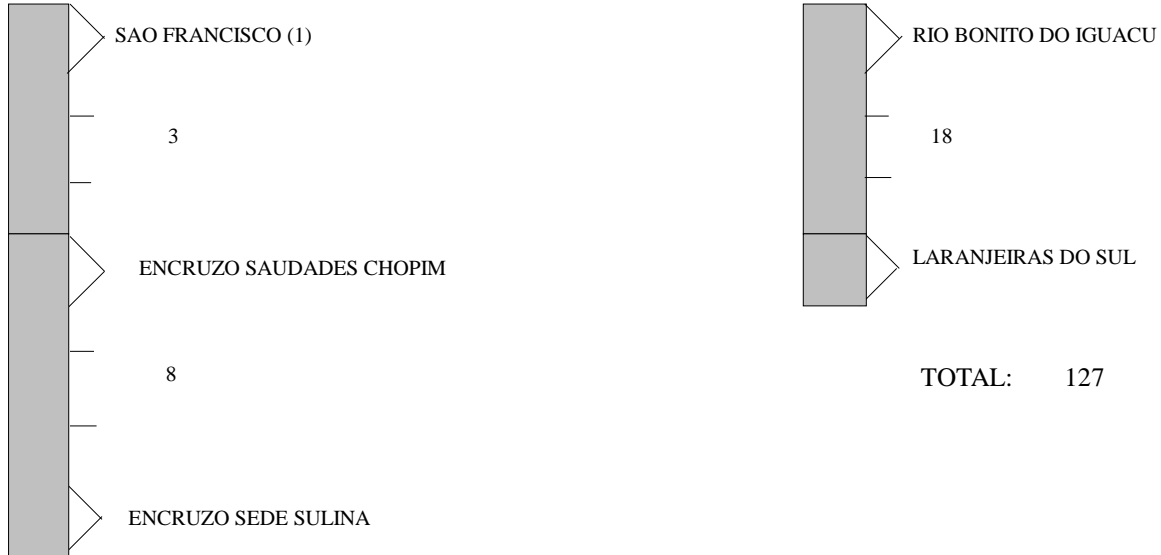 SAO FRANCISCO (1)
3
ENCRUZO SAUDADES CHOPIM
8
ENCRUZO SEDE SULINA
RIO BONITO DO IGUACU
18
LARANJEIRAS DO SUL
TOTAL: 127